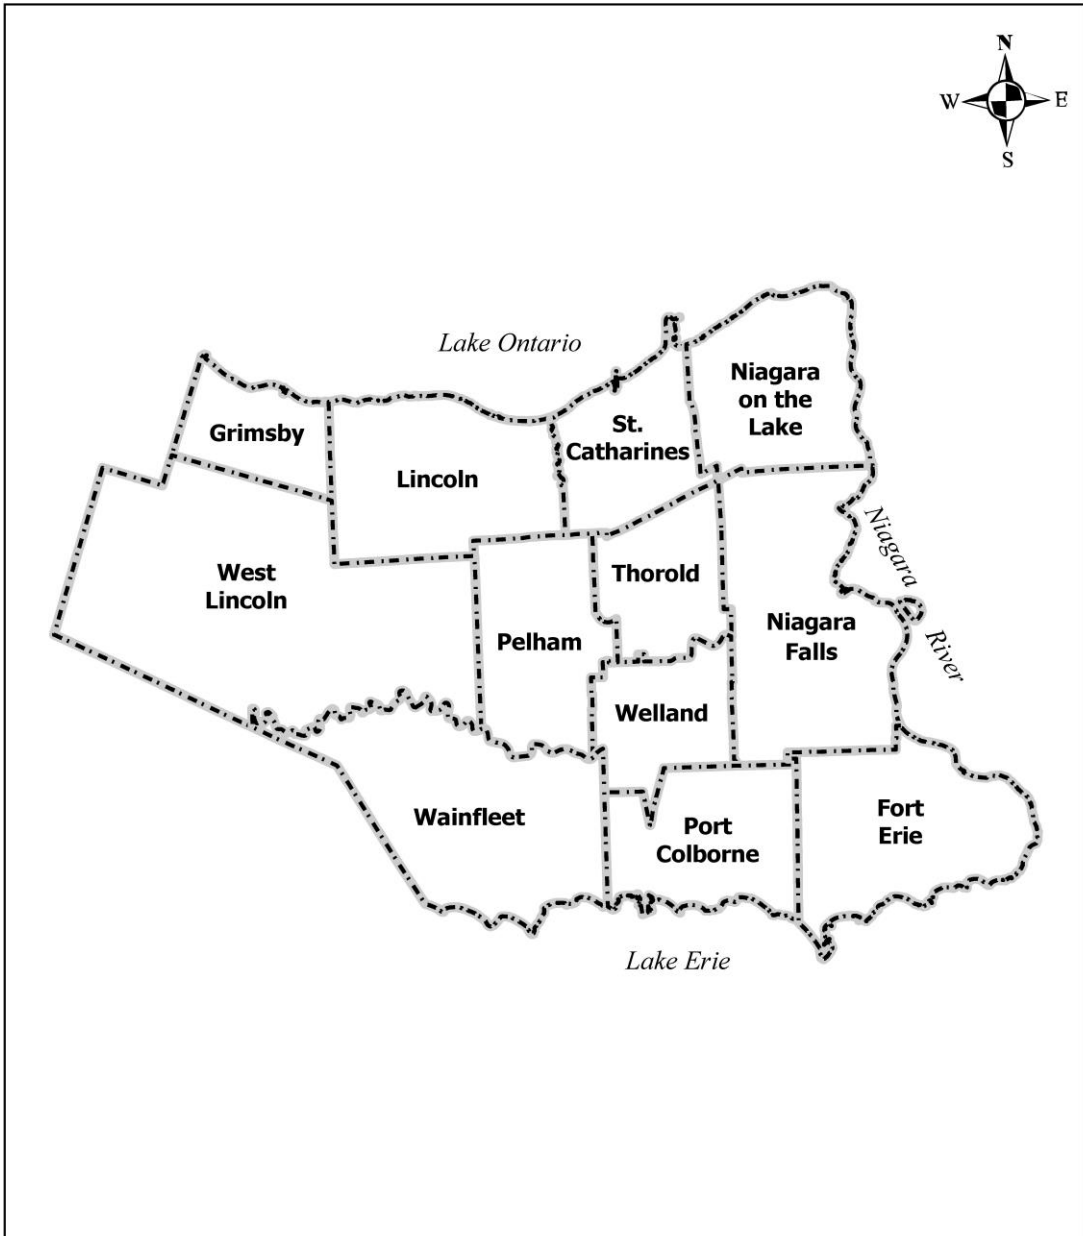 N
W
E
S
Lake Ontario
Niagara
on the
Lake
Grimsby
St.
Catharines
Lincoln
Niagara
River
West
Lincoln
Thorold
Pelham
Niagara
Falls
Welland
Wainfleet
Port
Colborne
Fort
Erie
Lake Erie